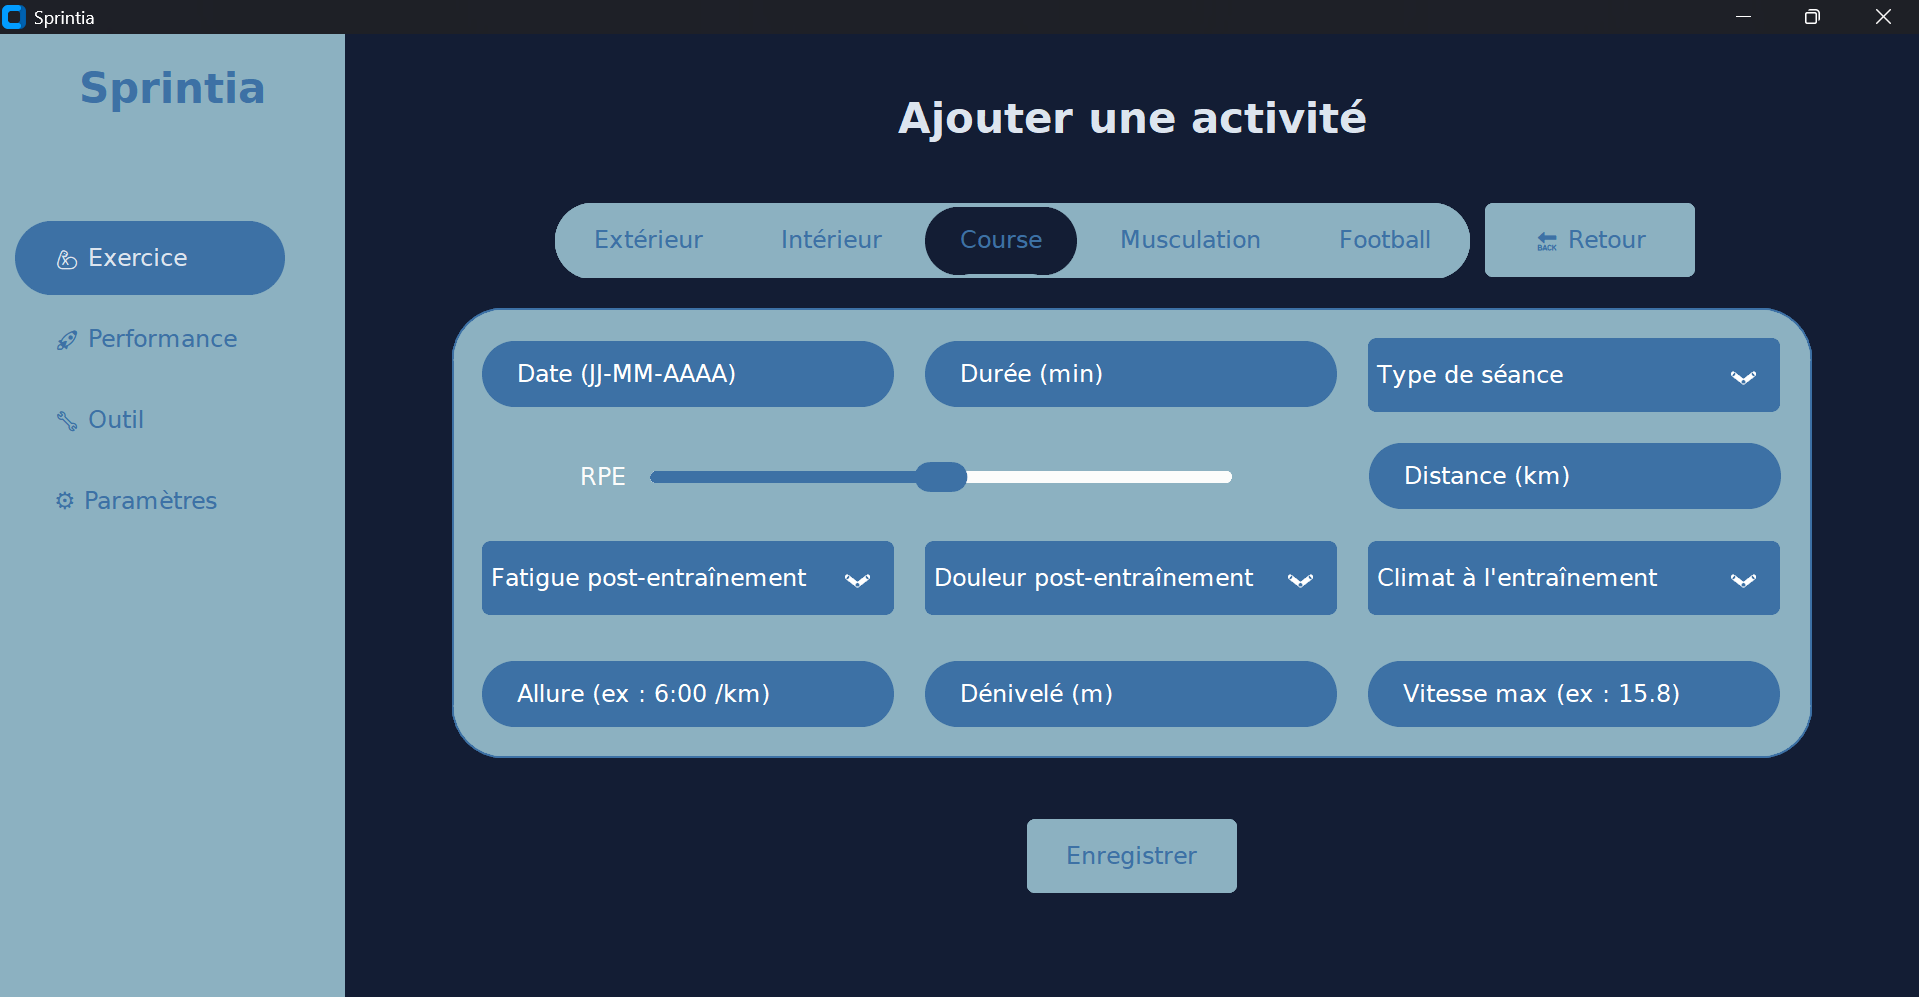 Sprintia
Sprintia
Exercice
Performance
Outil
Paramètres
Ajouter une activité
Extérieur Intérieur Course Musculation Football
BACK Retour
Date (JJ-MM-AAAA) Durée (min) Type de séance
RPE Distance (km)
Fatigue post-entraînement Douleur post-entraînement Climat à l'entraînement
Allure (ex : 6:00 /km) Dénivelé (m) Vitesse max (ex : 15.8)
Enregistrer